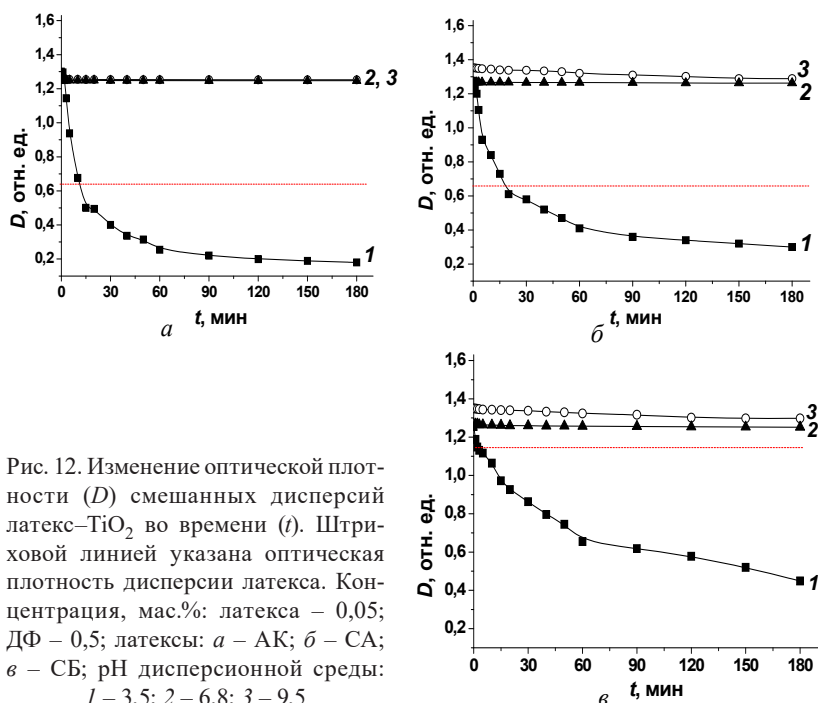 1,6
1,4
1,2
1,0
0,8
0,6
0,4
0,2
D, отн. ед.
2, 3
1
0 30 60 90 120 150 180
t, мин
а
1,6
1,4
1,2
1,0
0,8
0,6
0,4
0,2
D, отн. ед.
3
2
1
0 30 60 90 120 150 180
t, мин
б
1,6
1,4
1,2
1,0
0,8
0,6
0,4
0,2
D, отн. ед.
3
2
1
0 30 60 90 120 150 180
t, мин
в
Рис. 12. Изменение оптической плот-
ности (D) смешанных дисперсий
латекс–TiO₂ во времени (t). Штри-
ховой линией указана оптическая
плотность дисперсии латекса. Кон-
центрация, мас.%: латекса – 0,05;
ДФ – 0,5; латексы: а – АК; б – СА;
в – СБ; pH дисперсионной среды:
1 – 3,5; 2 – 6,8; 3 – 9,5